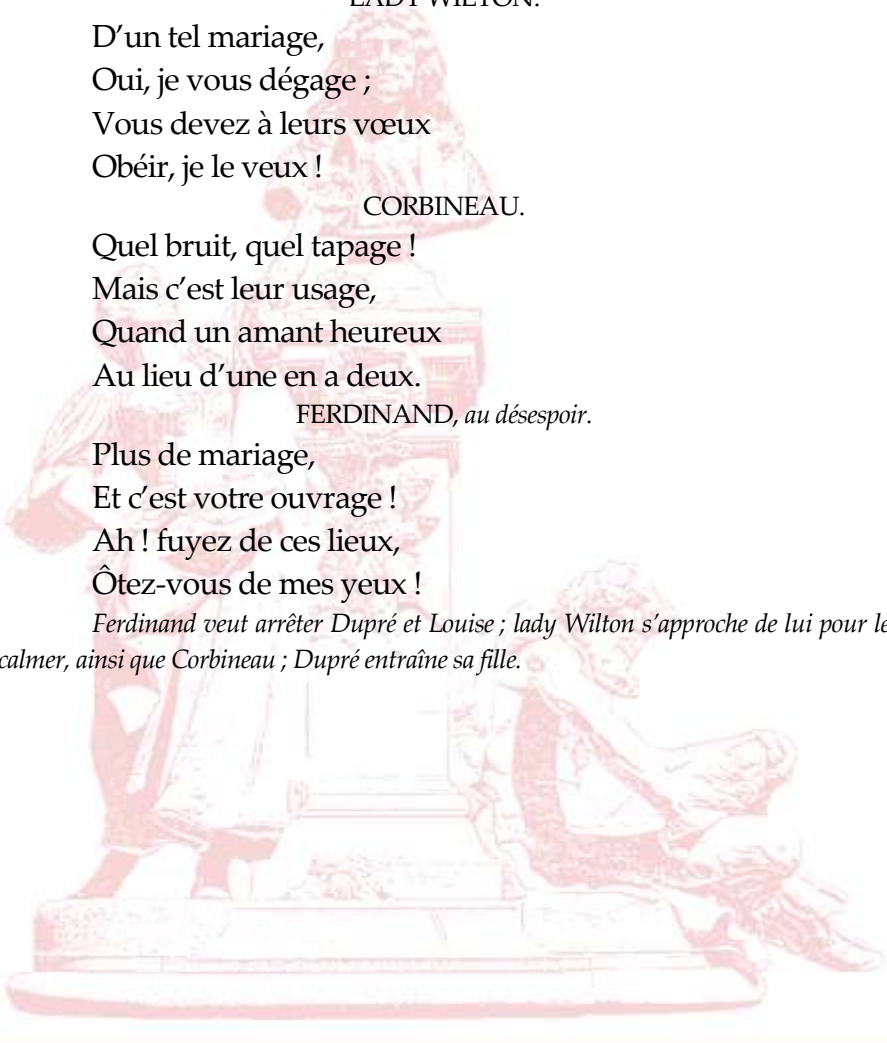 LADY WILTON.
D’un tel mariage,
Oui, je vous dégage ;
Vous devez à leurs vœux
Obéir, je le veux !
CORBINEAU.
Quel bruit, quel tapage !
Mais c’est leur usage,
Quand un amant heureux
Au lieu d’une en a deux.
FERDINAND, au désespoir.
Plus de mariage,
Et c’est votre ouvrage !
Ah ! fuyez de ces lieux,
Ôtez-vous de mes yeux !
Ferdinand veut arrêter Dupré et Louise ; lady Wilton s’approche de lui pour le
calmer, ainsi que Corbineau ; Dupré entraîne sa fille.